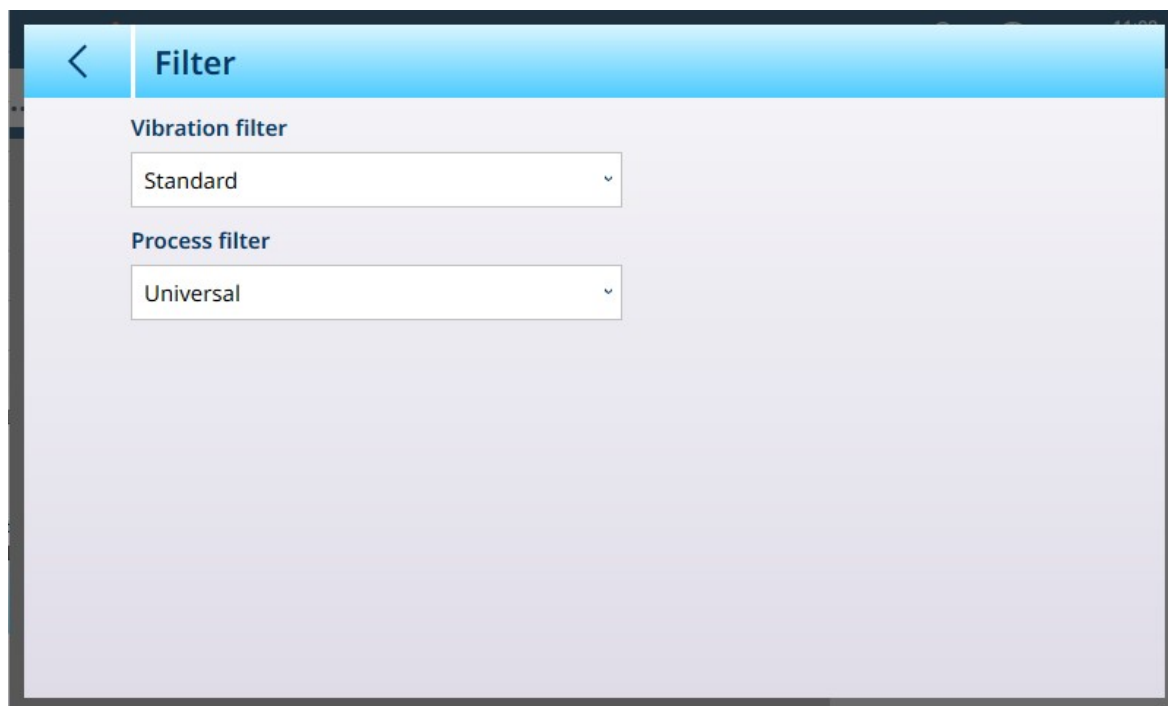 Filter
Vibration filter
Standard
Process filter
Universal